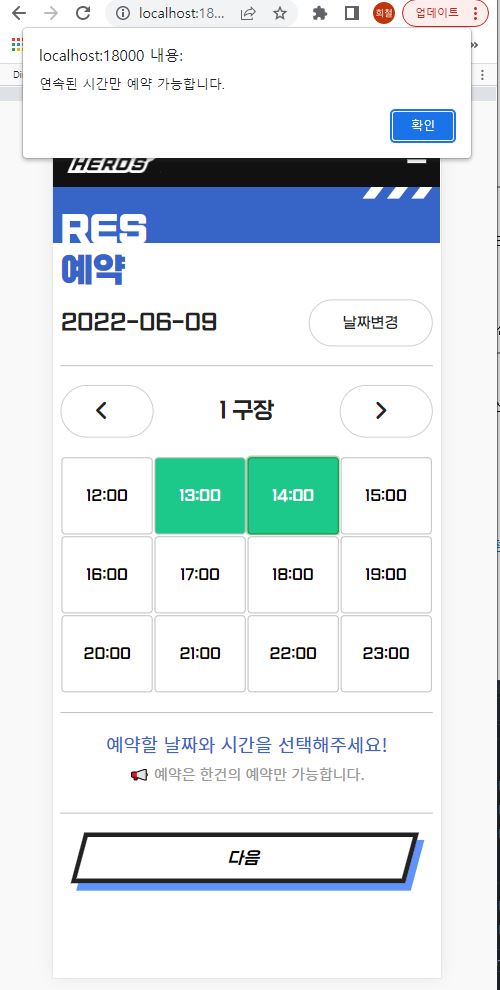 localhost:18...
희철
업데이트
»
localhost:18000 내용:
연속된 시간만 예약 가능합니다.
확인
HEROS
RES
예약
2022-06-09
날짜변경
1 구장
12:00 13:00 14:00 15:00
16:00 17:00 18:00 19:00
20:00 21:00 22:00 23:00
예약할 날짜와 시간을 선택해주세요!
예약은 한건의 예약만 가능합니다.
다음